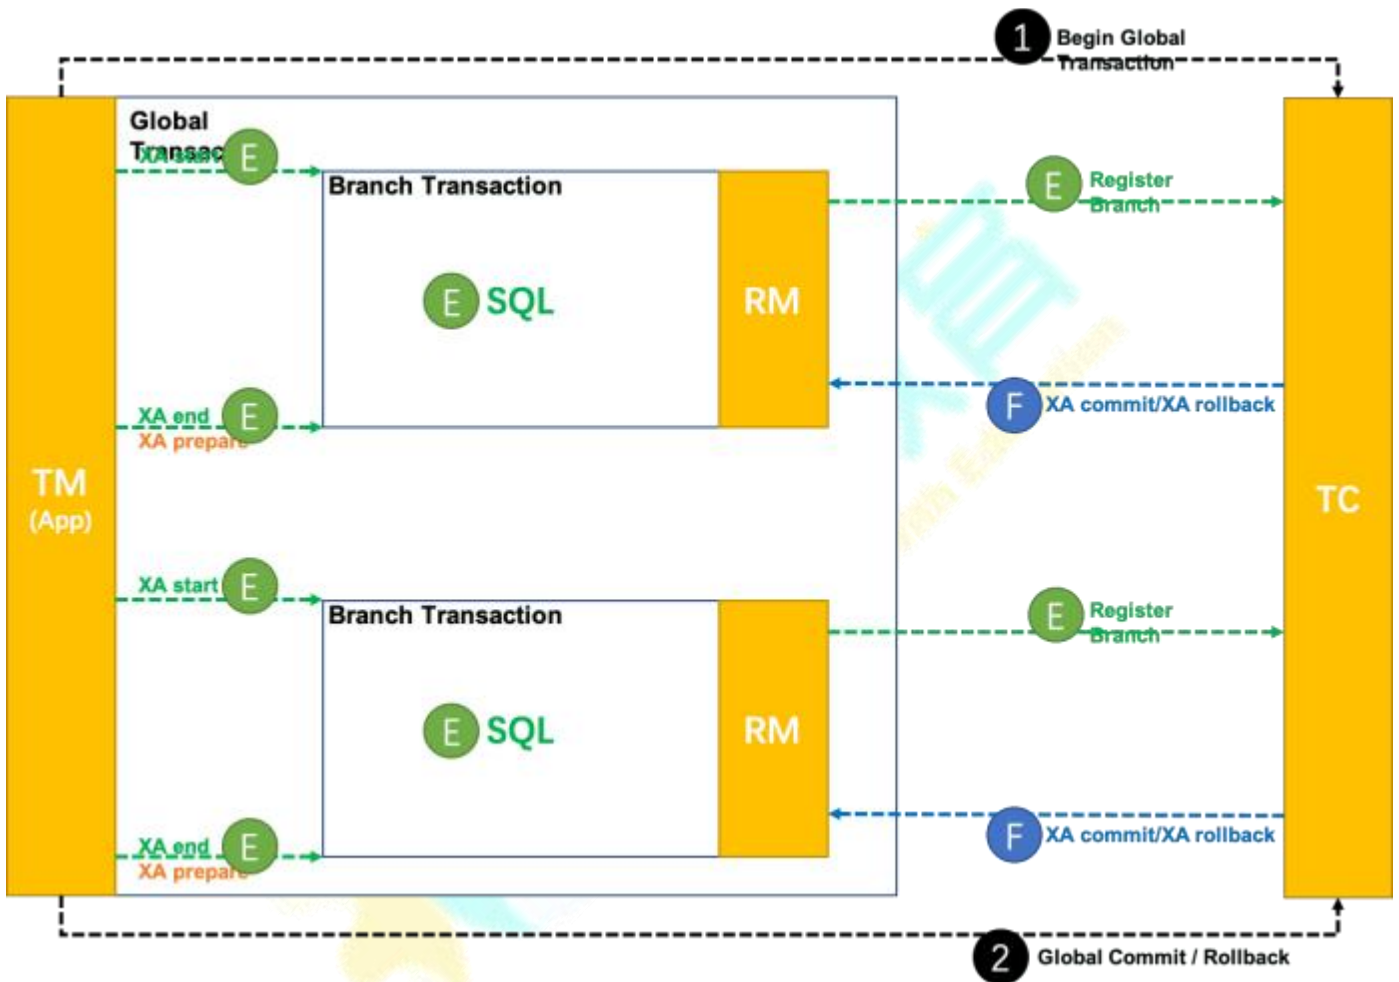 1 Begin Global
Transaction
Global
Transac
XA start E
Branch Transaction
E Register
Branch
E SQL
RM
XA end E
XA prepare
F XA commit/XA rollback
TM
(App)
TC
XA start E
Branch Transaction
E Register
Branch
E SQL
RM
XA end E
XA prepare
F XA commit/XA rollback
2 Global Commit / Rollback